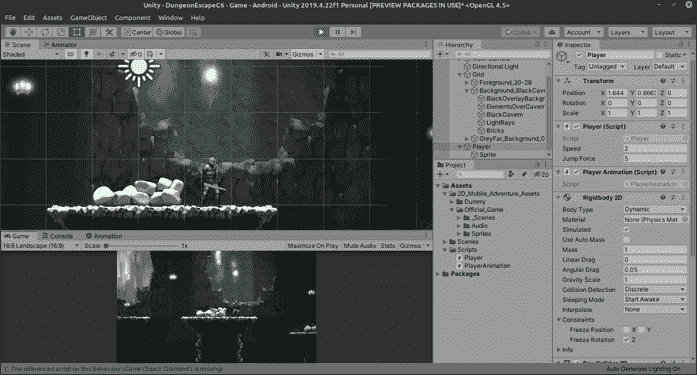 Unity - DungeonEscapeC6 - Game - Android - Unity 2019.4.22f1 Personal [PREVIEW PACKAGES IN USE]* <OpenGL 4.5>
File Edit Assets GameObject Component Window Help
Center Global Collab Account Layers Layout
Scene Animator
Shaded 2D 0 Gizmos All
Hierarchy
All
Directional Light
Grid
Foreground_20-29
Background_BlackCav
BlackOverlayBackgr
ElementsOverCavern
BlackCavern
LightRays
Bricks
GreyFar_Background_0
Player
Sprite
Project
20
Assets
2D_Mobile_Adventure_Assets
Dummy
Official_Game
_Scenes
Audio
Sprites
Scenes
Scripts
Player
PlayerAnimation
Packages
Inspector
Player Static
Tag Untagged Layer Default
Transform
Position X 1.644 Y 0.666 Z 0
Rotation X 0 Y 0 Z 0
Scale X 1 Y 1 Z 1
Player (Script)
Script Player
Speed 2
Jump Force 5
Player Animation (Script)
Script PlayerAnimation
Rigidbody 2D
Body Type Dynamic
Material None (Physics Mat
Simulated
Use Auto Mass
Mass 1
Linear Drag 0
Angular Drag 0.05
Gravity Scale 1
Collision Detection Discrete
Sleeping Mode Start Awake
Interpolate None
Constraints
Freeze Position X Y
Freeze Rotation Z
Info
Box Collider 2D
Game Console Animation
16:9 Landscape (16:9) Scale 1x Maximize On Play Mute Audio Stats Gizmos
The referenced script on this Behaviour (Game Object 'Diamond') is missing!
Auto Generate Lighting On